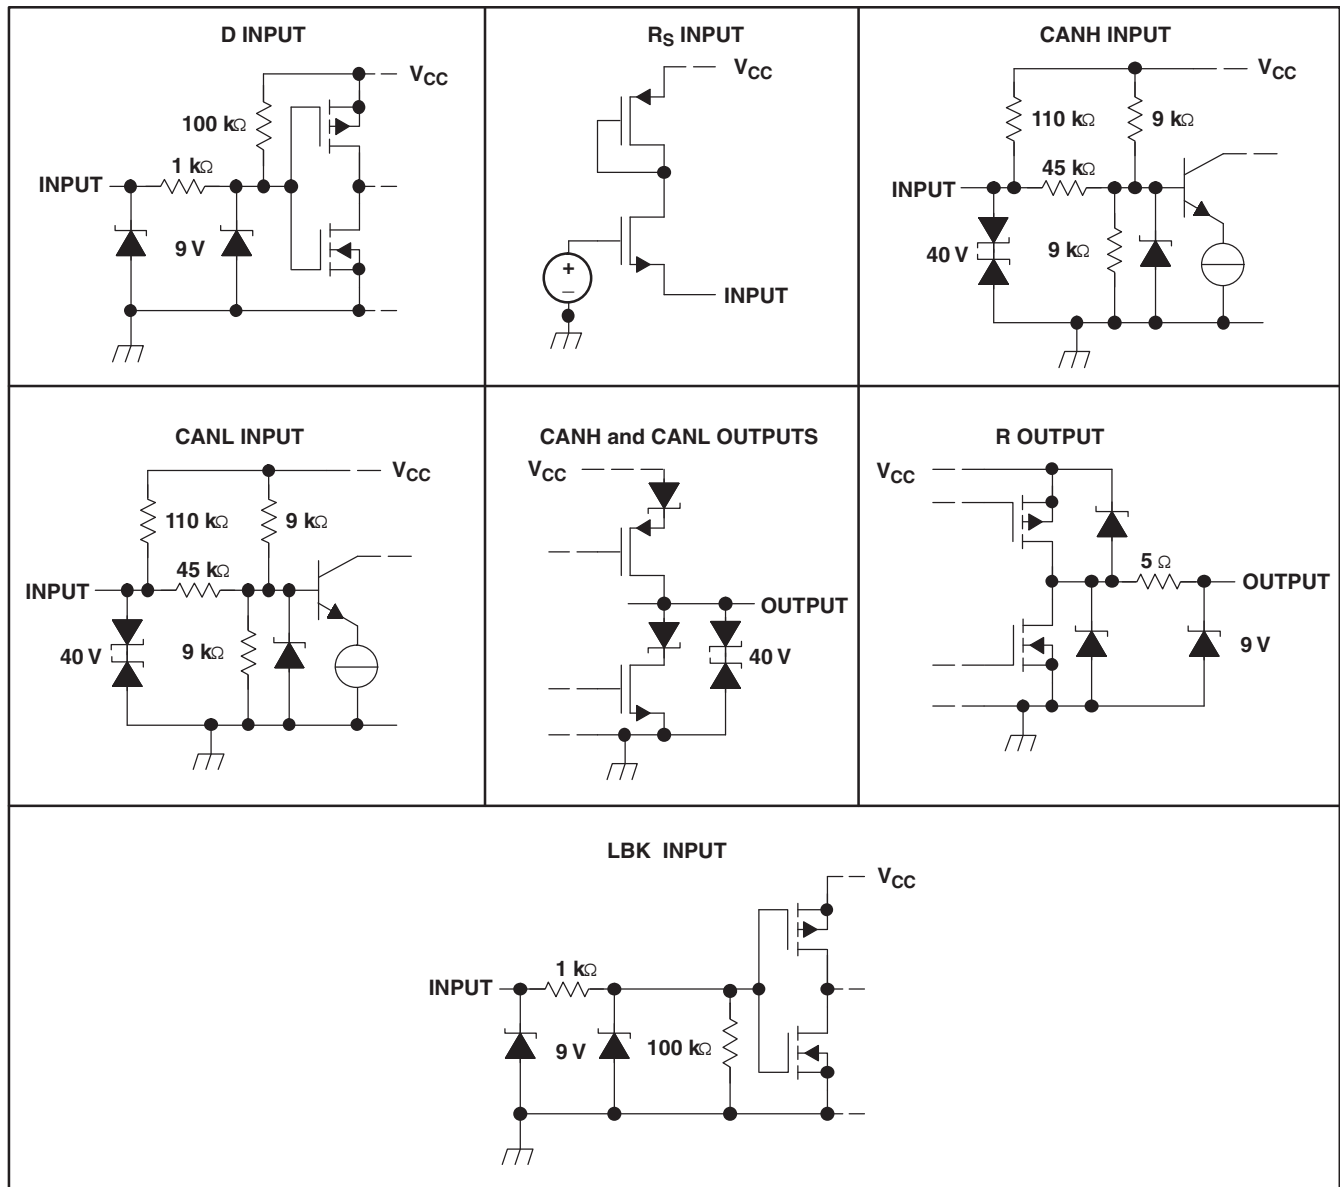 D INPUT
V_CC
100 kΩ
1 kΩ
INPUT
9 V
R_S INPUT
V_CC
+
–
INPUT
CANH INPUT
V_CC
110 kΩ
9 kΩ
45 kΩ
INPUT
40 V
9 kΩ
CANL INPUT
V_CC
110 kΩ
9 kΩ
45 kΩ
INPUT
40 V
9 kΩ
CANH and CANL OUTPUTS
V_CC
OUTPUT
40 V
R OUTPUT
V_CC
5 Ω
OUTPUT
9 V
LBK INPUT
V_CC
1 kΩ
INPUT
9 V
100 kΩ